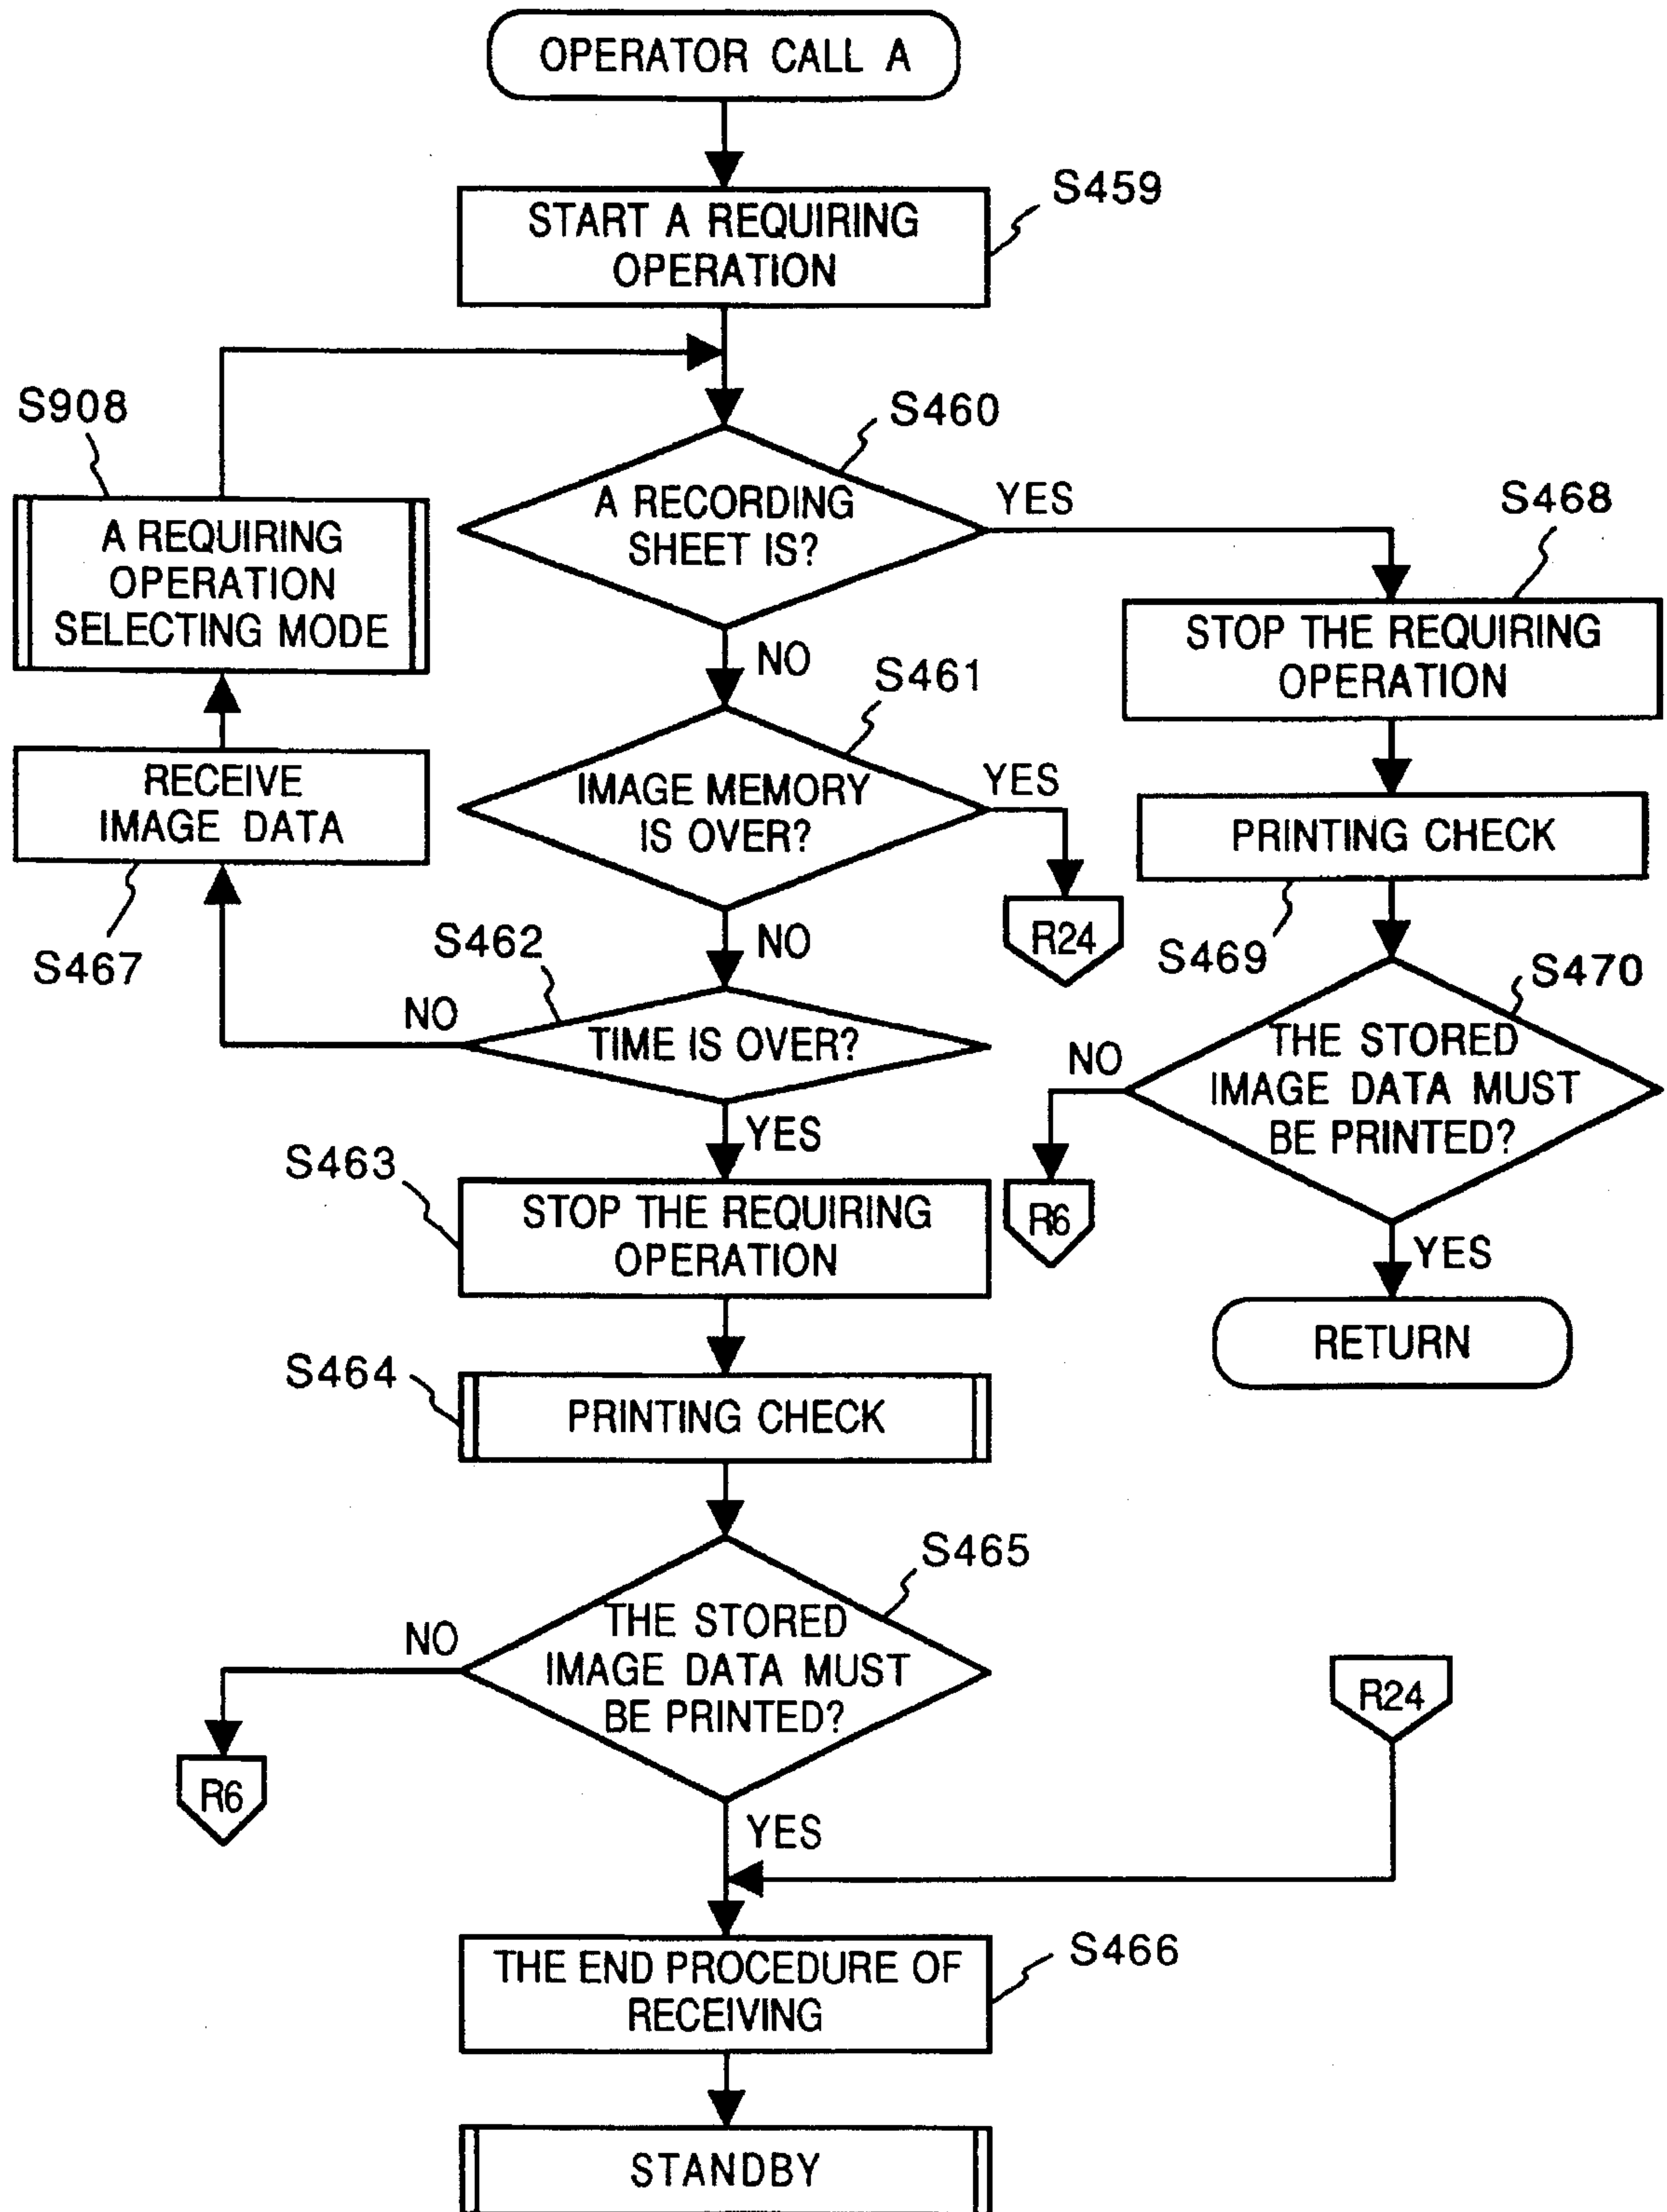 OPERATOR CALL A
S459
START A REQUIRING
OPERATION
S908
S460
A RECORDING
SHEET IS?
YES
S468
A REQUIRING
OPERATION
SELECTING MODE
NO
S461
STOP THE REQUIRING
OPERATION
RECEIVE
IMAGE DATA
S467
IMAGE MEMORY
IS OVER?
YES
R24
PRINTING CHECK
S469
NO
S462
S470
NO
TIME IS OVER?
THE STORED
IMAGE DATA MUST
BE PRINTED?
NO
R6
YES
S463
STOP THE REQUIRING
OPERATION
YES
RETURN
S464
PRINTING CHECK
S465
THE STORED
IMAGE DATA MUST
BE PRINTED?
NO
R6
R24
YES
S466
THE END PROCEDURE OF
RECEIVING
STANDBY